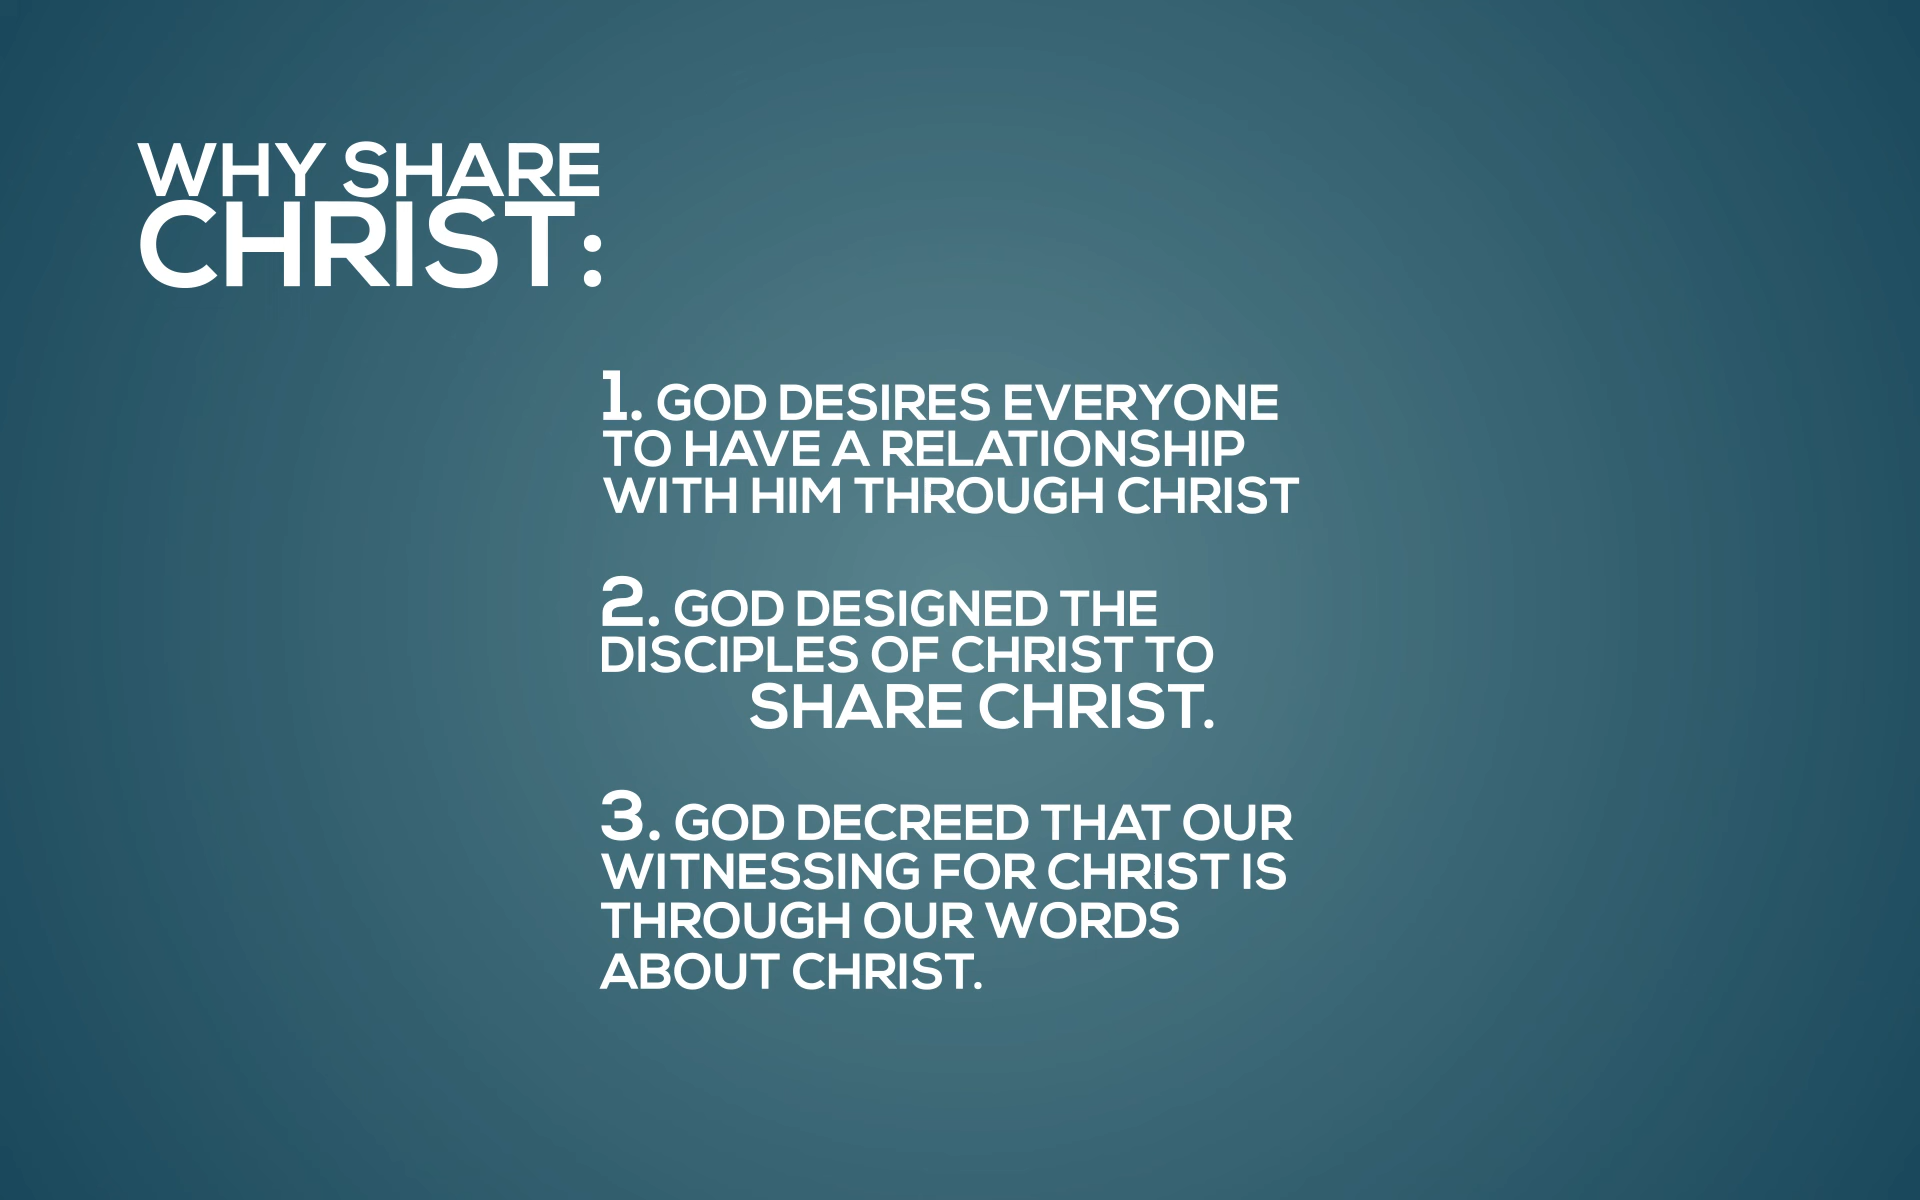 WHY SHARE
CHRIST:
1. GOD DESIRES EVERYONE
TO HAVE A RELATIONSHIP
WITH HIM THROUGH CHRIST
2. GOD DESIGNED THE
DISCIPLES OF CHRIST TO
SHARE CHRIST.
3. GOD DECREED THAT OUR
WITNESSING FOR CHRIST IS
THROUGH OUR WORDS
ABOUT CHRIST.